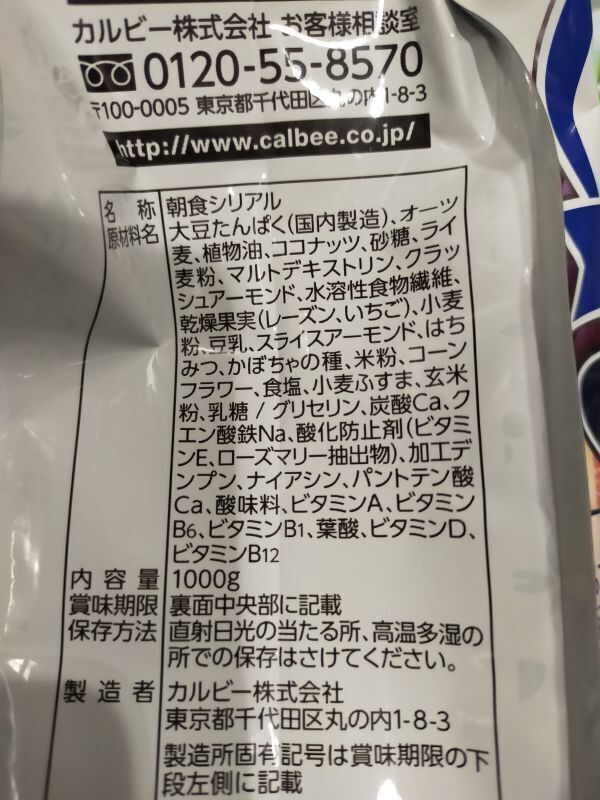 カルビー株式会社 お客様相談室
0120-55-8570
〒100-0005 東京都千代田区丸の内1-8-3
http://www.calbee.co.jp/
名 称 朝食シリアル
原材料名 大豆たんぱく(国内製造)、オーツ
麦、植物油、ココナッツ、砂糖、ライ
麦粉、マルトデキストリン、クラッ
シュアーモンド、水溶性食物繊維、
乾燥果実(レーズン、いちご)、小麦
粉、豆乳、スライスアーモンド、はち
みつ、かぼちゃの種、米粉、コーン
フラワー、食塩、小麦ふすま、玄米
粉、乳糖 / グリセリン、炭酸Ca、ク
エン酸鉄Na、酸化防止剤(ビタミ
ンE、ローズマリー抽出物)、加工デ
ンプン、ナイアシン、パントテン酸
Ca、酸味料、ビタミンA、ビタミン
B6、ビタミンB1、葉酸、ビタミンD、
ビタミンB12
内 容 量 1000g
賞味期限 裏面中央部に記載
保存方法 直射日光の当たる所、高温多湿の
所での保存はさけてください。
製 造 者 カルビー株式会社
東京都千代田区丸の内1-8-3
製造所固有記号は賞味期限の下
段左側に記載